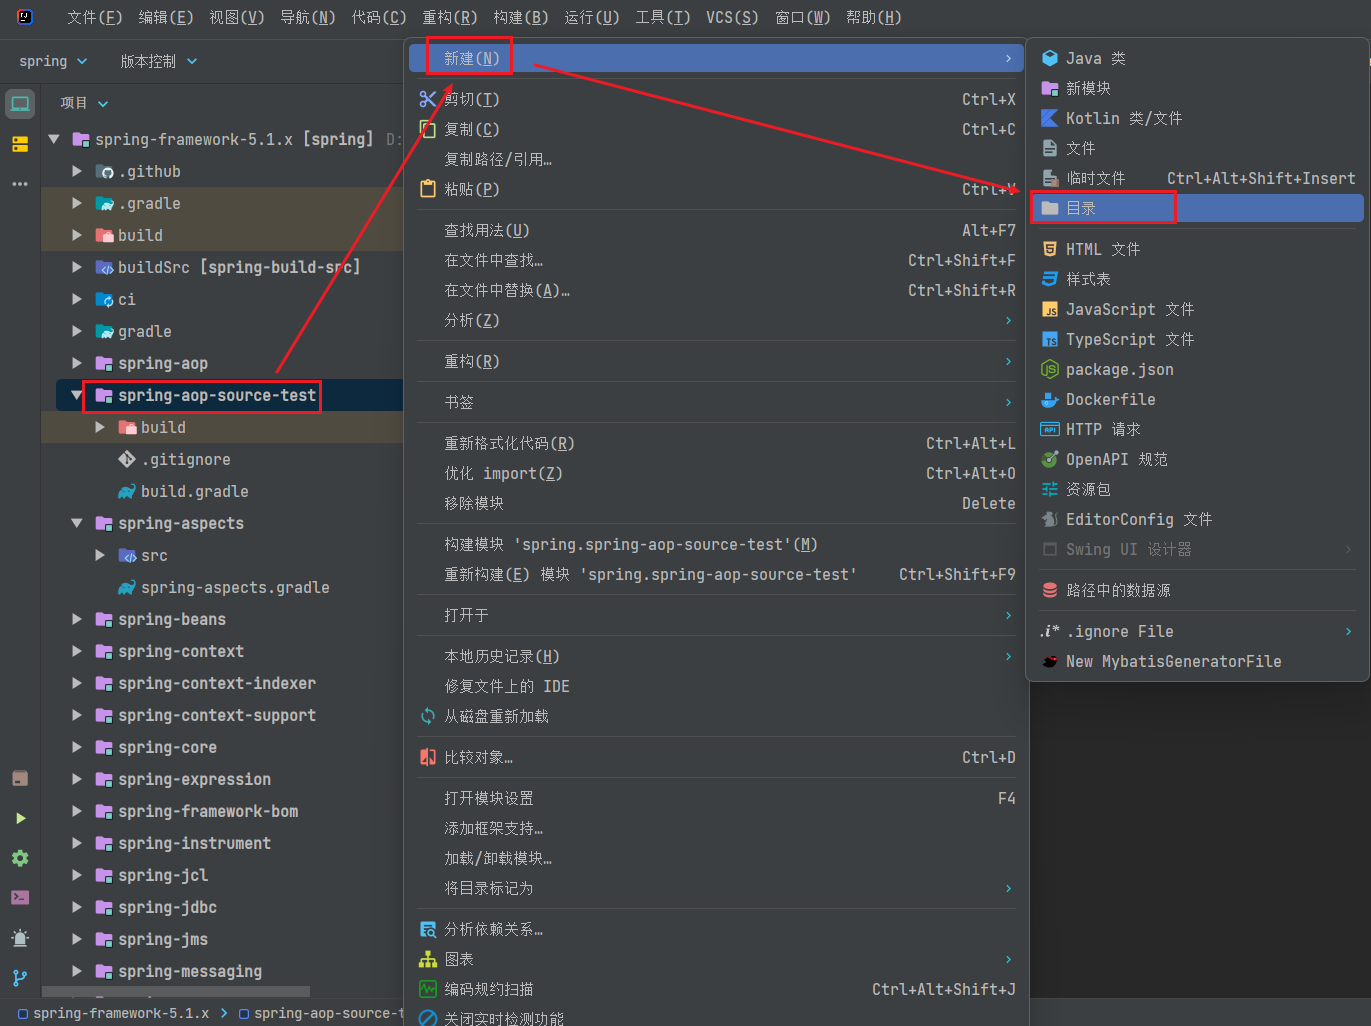 文件(F) 编辑(E) 视图(V) 导航(N) 代码(C) 重构(R) 构建(B) 运行(U) 工具(T) VCS(S) 窗口(W) 帮助(H)
spring 版本控制
项目
spring-framework-5.1.x [spring] D:
.github
.gradle
build
buildSrc [spring-build-src]
ci
gradle
spring-aop
spring-aop-source-test
build
.gitignore
build.gradle
spring-aspects
src
spring-aspects.gradle
spring-beans
spring-context
spring-context-indexer
spring-context-support
spring-core
spring-expression
spring-framework-bom
spring-instrument
spring-jcl
spring-jdbc
spring-jms
spring-messaging
spring-framework-5.1.x spring-aop-source-t
新建(N)
剪切(T) Ctrl+X
复制(C) Ctrl+C
复制路径/引用…
粘贴(P) Ctrl+V
查找用法(U) Alt+F7
在文件中查找… Ctrl+Shift+F
在文件中替换(A)… Ctrl+Shift+R
分析(Z)
重构(R)
书签
重新格式化代码(R) Ctrl+Alt+L
优化 import(Z) Ctrl+Alt+O
移除模块 Delete
构建模块 'spring.spring-aop-source-test'(M)
重新构建(E) 模块 'spring.spring-aop-source-test' Ctrl+Shift+F9
打开于
本地历史记录(H)
修复文件上的 IDE
从磁盘重新加载
比较对象… Ctrl+D
打开模块设置 F4
添加框架支持…
加载/卸载模块…
将目录标记为
分析依赖关系…
图表
编码规约扫描 Ctrl+Alt+Shift+J
关闭实时检测功能
Java 类
新模块
Kotlin 类/文件
文件
临时文件 Ctrl+Alt+Shift+Insert
目录
HTML 文件
样式表
JavaScript 文件
TypeScript 文件
package.json
Dockerfile
HTTP 请求
OpenAPI 规范
资源包
EditorConfig 文件
Swing UI 设计器
路径中的数据源
.i* .ignore File
New MybatisGeneratorFile